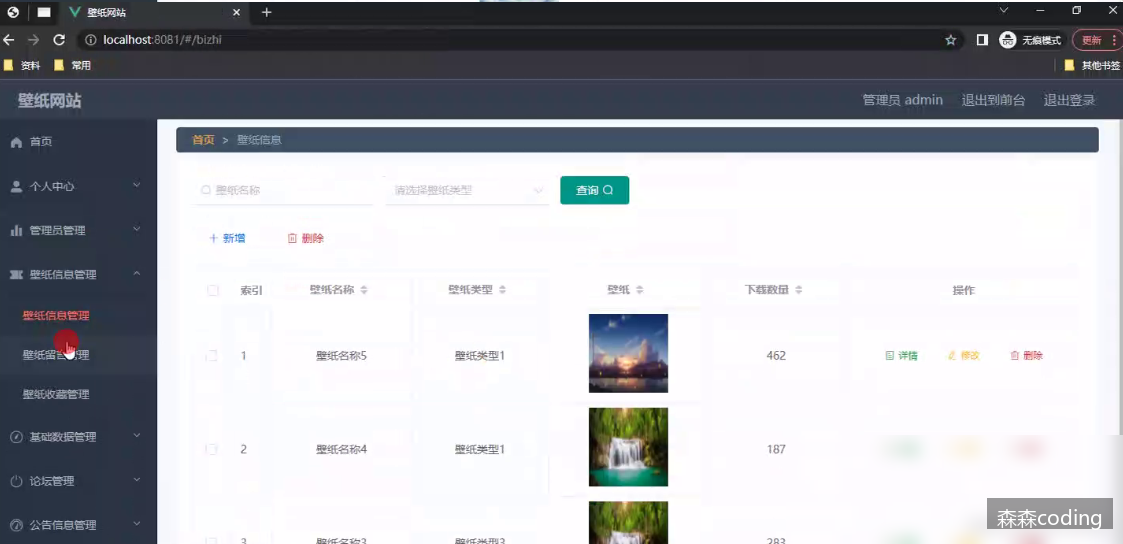 壁纸网站
localhost:8081/#/bizhi
无痕模式
更新
资料 常用 其他书签
壁纸网站 管理员 admin 退出到前台 退出登录
首页
首页 > 壁纸信息
个人中心
壁纸名称 请选择壁纸类型 查询
管理员管理
新增 删除
壁纸信息管理
索引 壁纸名称 壁纸类型 壁纸 下载数量 操作
壁纸信息管理
1 壁纸名称5 壁纸类型1 462 详情 修改 删除
壁纸留言管理
壁纸收藏管理
基础数据管理
2 壁纸名称4 壁纸类型1 187
论坛管理
公告信息管理
3 壁纸名称3 壁纸类型3 283
森森coding